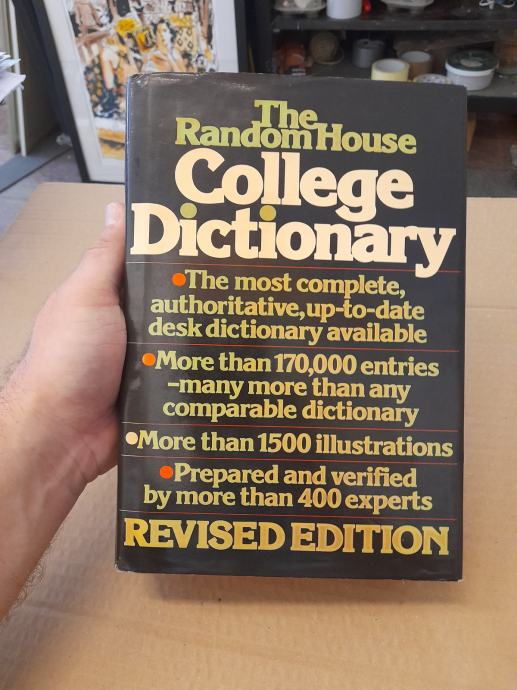 The
Random House
College
Dictionary
•The most complete,
authoritative, up-to-date
desk dictionary available
•More than 170,000 entries
–many more than any
comparable dictionary
•More than 1500 illustrations
•Prepared and verified
by more than 400 experts
REVISED EDITION